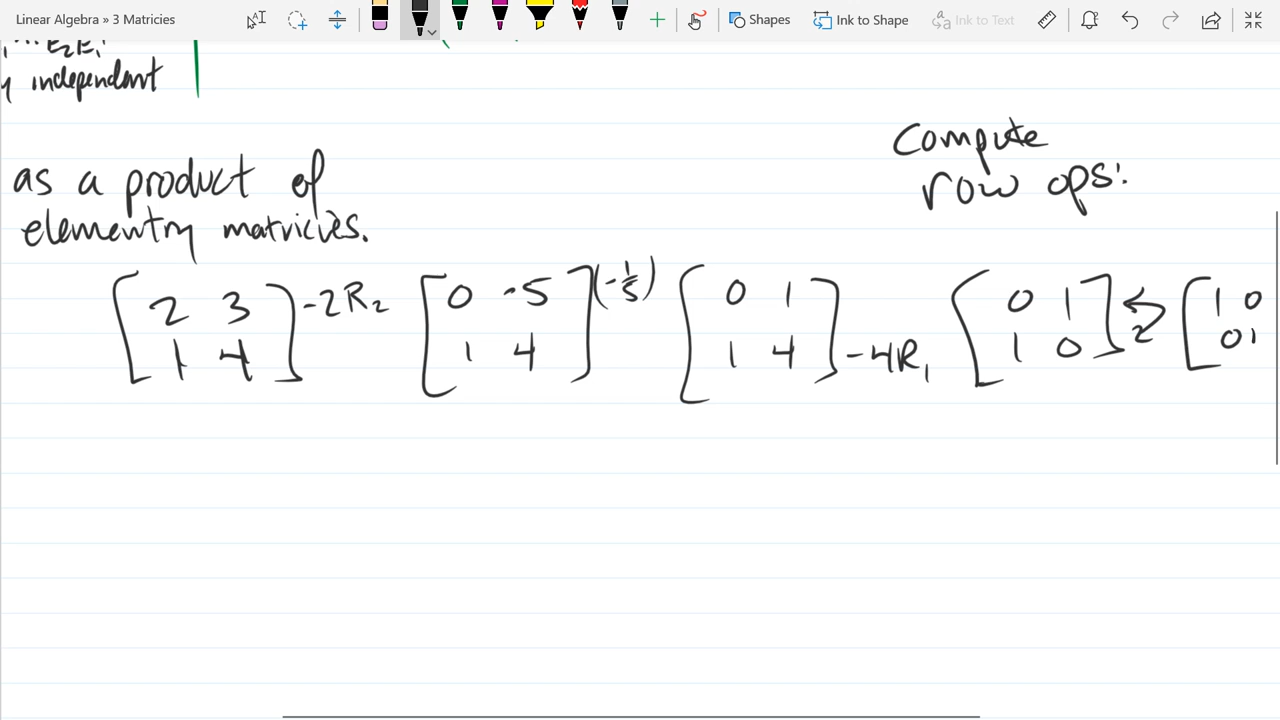 Linear Algebra » 3 Matricies
Shapes
Ink to Shape
Ink to Text
independent
Compute
row ops:
as a product of
elementry matricies.
[2 3] -2R₂ [0 -5] (-1/5) [0 1] [0 1] [1 0
[1 4] [1 4] [1 4] -4R₁ [1 0] [0 1